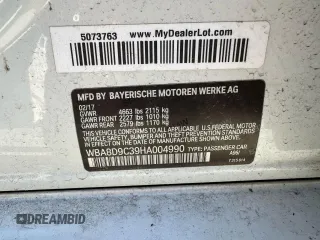 5073763
www.MyDealerLot.com
MFD BY BAYERISCHE MOTOREN WERKE AG
02/17
GVWR 4663 lbs 2115 kg
GAWR FRONT 2227 lbs 1010 kg
GAWR REAR 2579 lbs 1170 kg
THIS VEHICLE CONFORMS TO ALL
APPLICABLE U.S. FEDERAL MOTOR
VEHICLE SAFETY, BUMPER, AND
THEFT PREVENTION STANDARDS IN
EFFECT ON THE DATE OF
MANUFACTURE SHOWN ABOVE.
WBA8D9C39HA004990 TYPE: PASSENGER CAR
DREAMBID